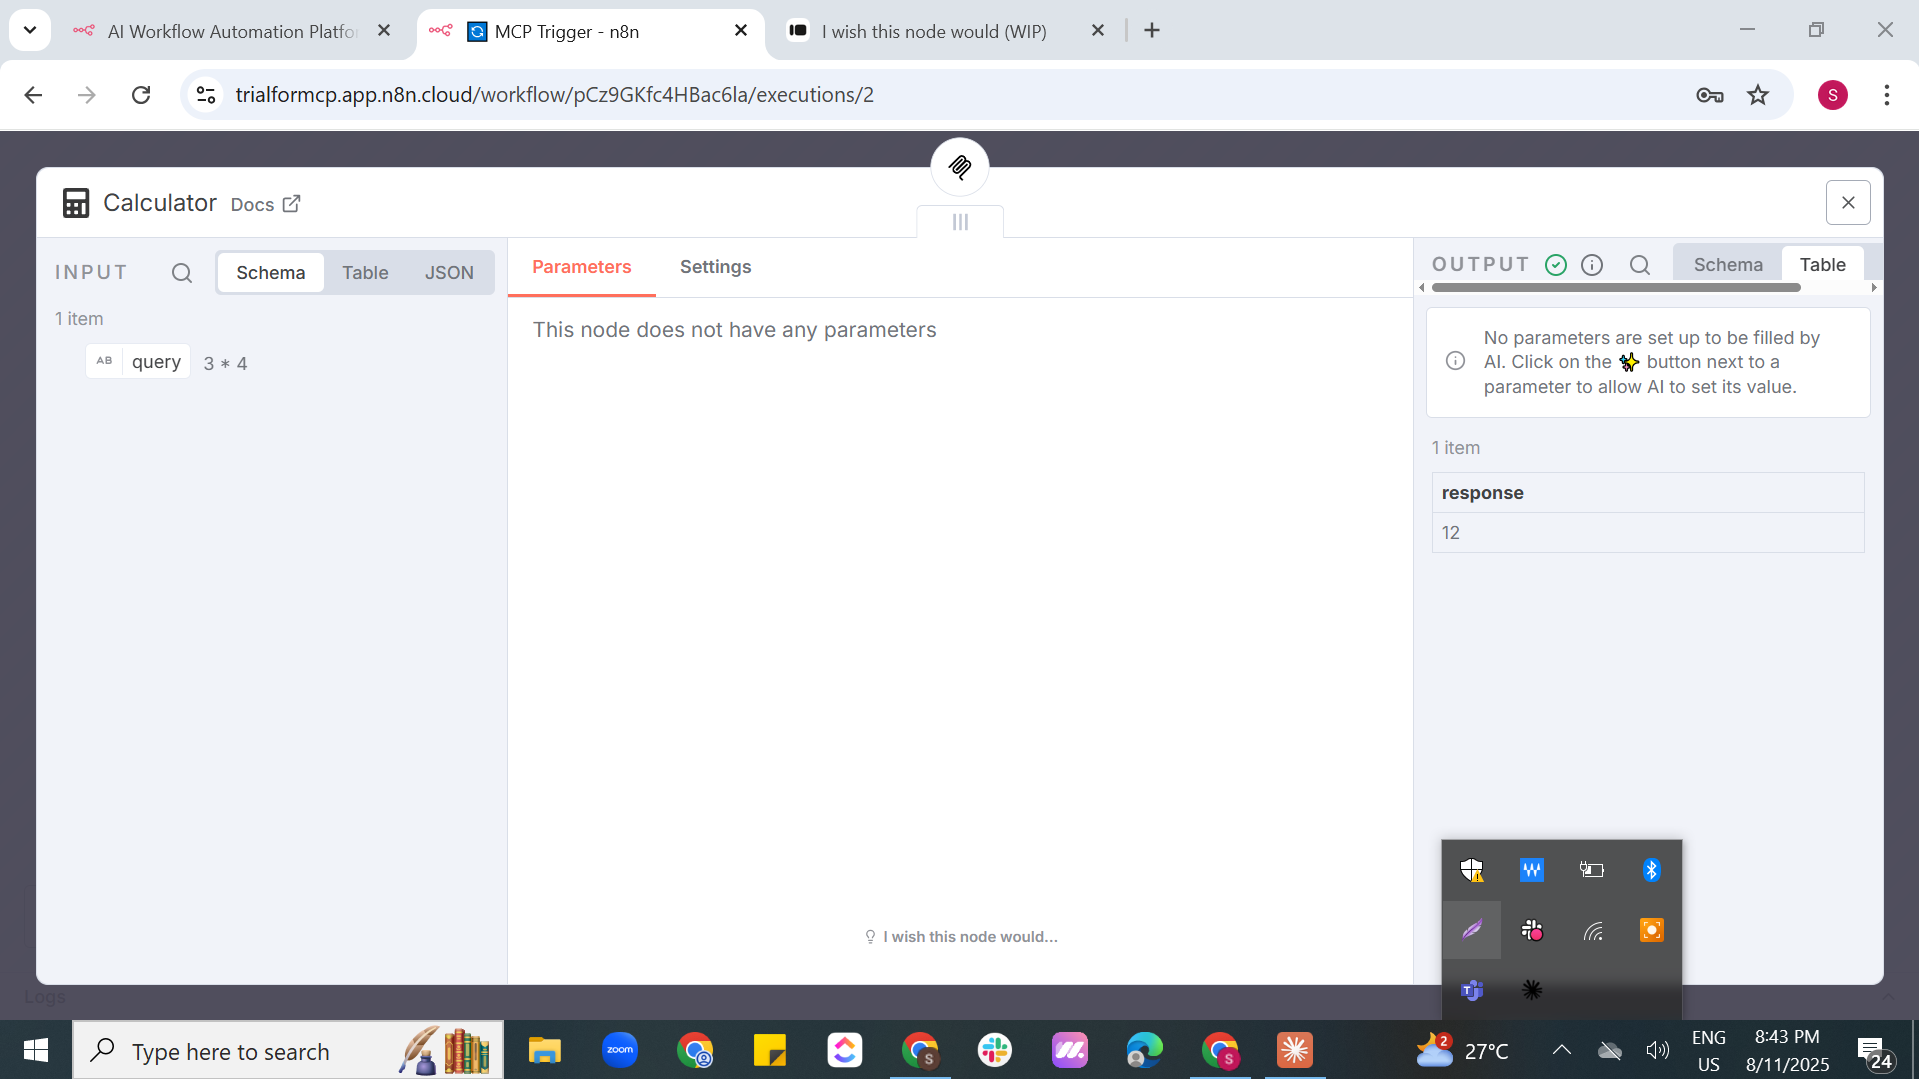 AI Workflow Automation Platfo
MCP Trigger - n8n
I wish this node would (WIP)
trialformcp.app.n8n.cloud/workflow/pCz9GKfc4HBac6la/executions/2
S
Calculator Docs
INPUT Schema Table JSON
1 item
AB query 3 * 4
Parameters Settings
This node does not have any parameters
I wish this node would...
OUTPUT Schema Table
No parameters are set up to be filled by
AI. Click on the button next to a
parameter to allow AI to set its value.
1 item
response
12
Logs
Type here to search
zoom
S
S
2
27°C
ENG
US
8:43 PM
8/11/2025
24